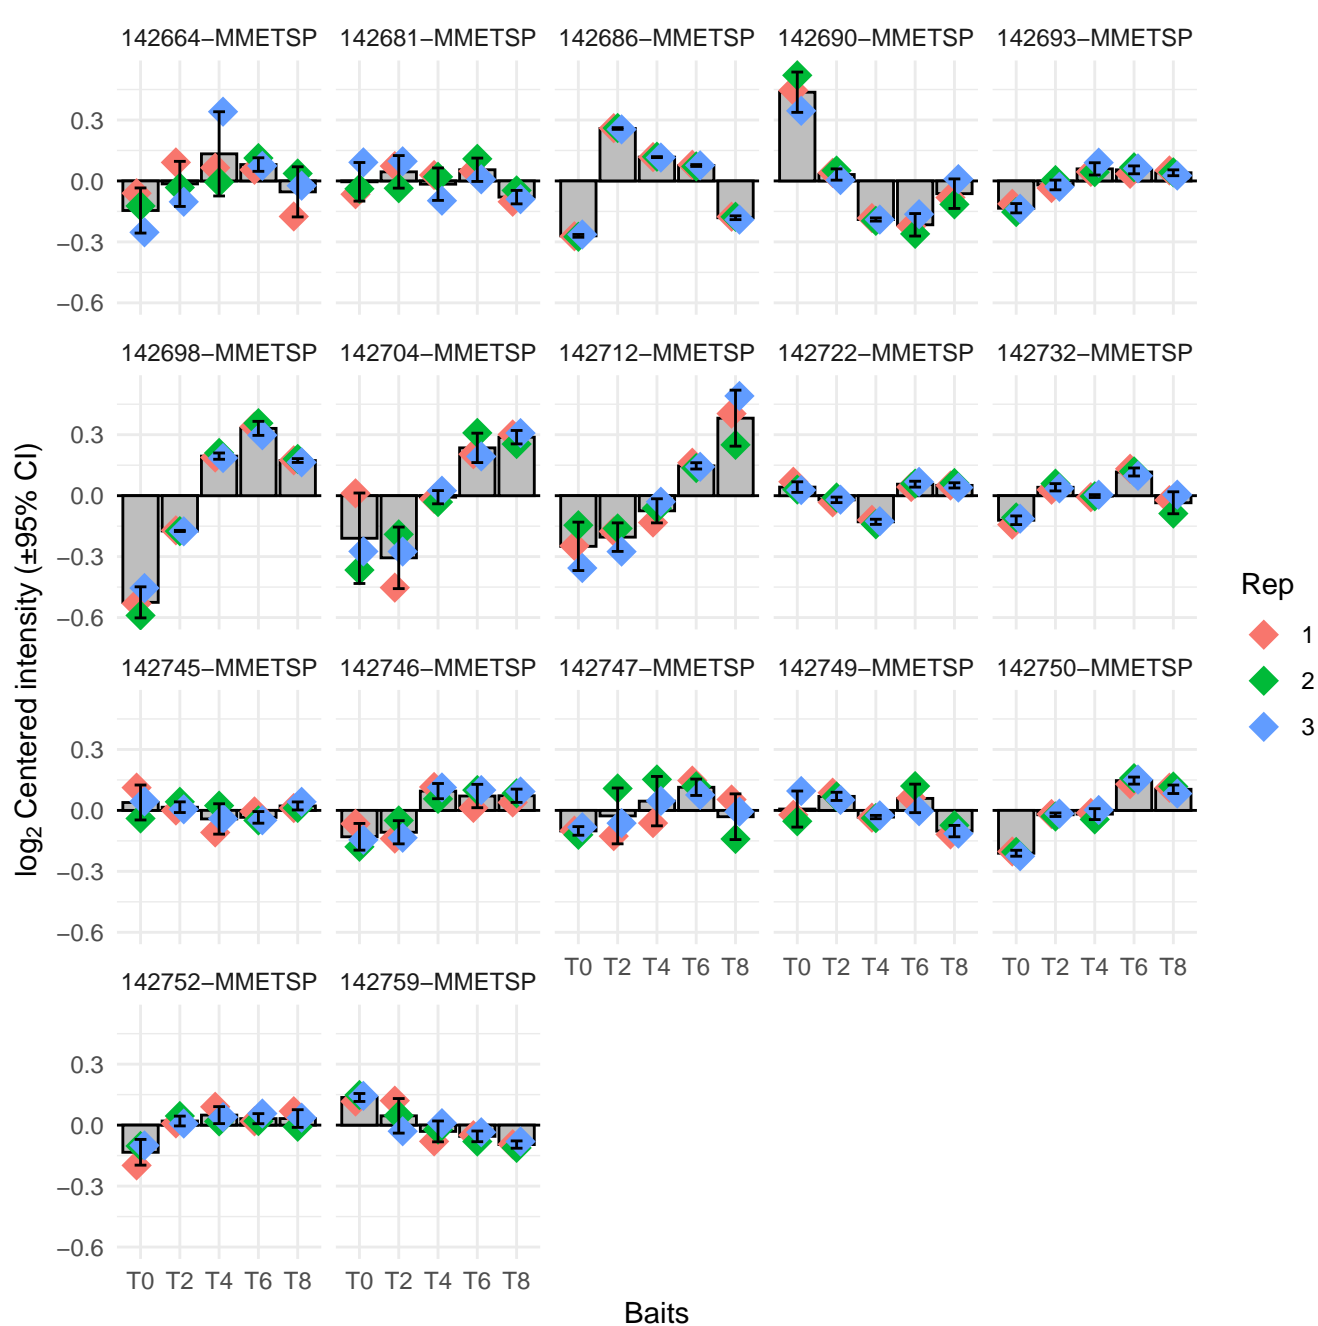 142664−MMETSP 142681−MMETSP 142686−MMETSP 142690−MMETSP 142693−MMETSP
0.3
0.0
−0.3
−0.6
142698−MMETSP 142704−MMETSP 142712−MMETSP 142722−MMETSP 142732−MMETSP
0.3
0.0
−0.3
−0.6
142745−MMETSP 142746−MMETSP 142747−MMETSP 142749−MMETSP 142750−MMETSP
0.3
0.0
−0.3
−0.6
T0 T2 T4 T6 T8 T0 T2 T4 T6 T8 T0 T2 T4 T6 T8
142752−MMETSP 142759−MMETSP
0.3
0.0
−0.3
−0.6
T0 T2 T4 T6 T8 T0 T2 T4 T6 T8
Baits
log₂ Centered intensity (±95% CI)
Rep
1
2
3